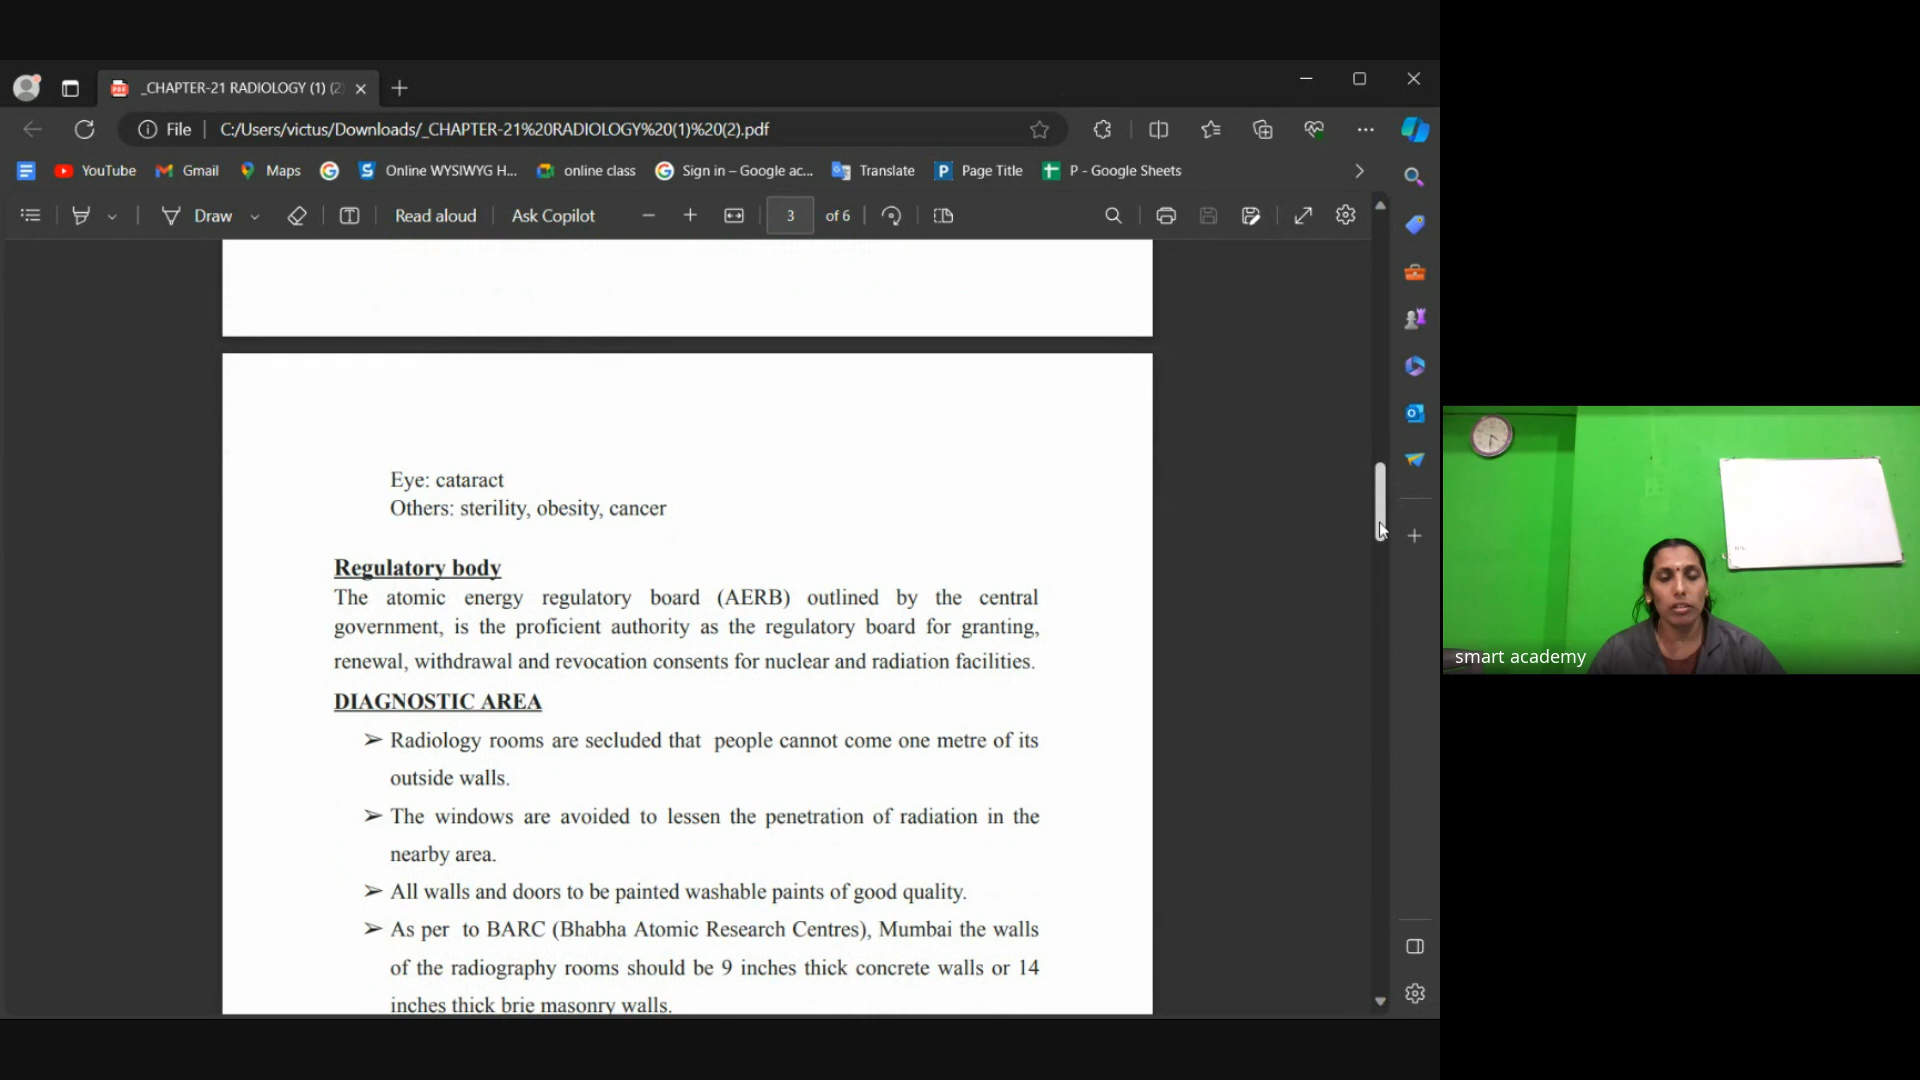 _CHAPTER-21 RADIOLOGY (1) (2)
File
C:/Users/victus/Downloads/_CHAPTER-21%20RADIOLOGY%20(1)%20(2).pdf
YouTube
Gmail
Maps
Online WYSIWYG H...
online class
Sign in – Google ac...
Translate
Page Title
P - Google Sheets
Draw
Read aloud
Ask Copilot
3
of 6
Eye: cataract
Others: sterility, obesity, cancer
Regulatory body
The atomic energy regulatory board (AERB) outlined by the central
government, is the proficient authority as the regulatory board for granting,
renewal, withdrawal and revocation consents for nuclear and radiation facilities.
DIAGNOSTIC AREA
➢ Radiology rooms are secluded that people cannot come one metre of its
outside walls.
➢ The windows are avoided to lessen the penetration of radiation in the
nearby area.
➢ All walls and doors to be painted washable paints of good quality.
➢ As per to BARC (Bhabha Atomic Research Centres), Mumbai the walls
of the radiography rooms should be 9 inches thick concrete walls or 14
inches thick brie masonry walls.
smart academy